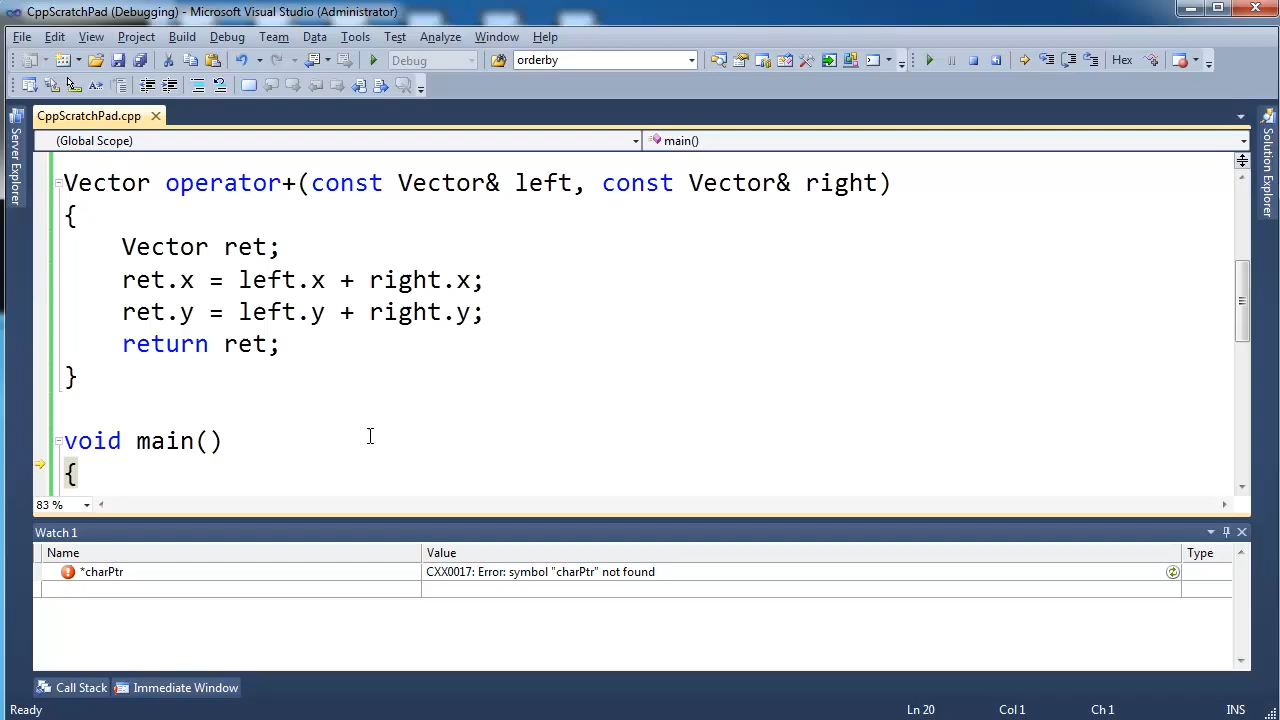 CppScratchPad (Debugging) - Microsoft Visual Studio (Administrator)
File Edit View Project Build Debug Team Data Tools Test Analyze Window Help
Debug orderby Hex
CppScratchPad.cpp
(Global Scope) main()
Server Explorer
Solution Explorer
Vector operator+(const Vector& left, const Vector& right)
{
Vector ret;
ret.x = left.x + right.x;
ret.y = left.y + right.y;
return ret;
}
void main()
{
83 %
Watch 1
Name Value Type
*charPtr CXX0017: Error: symbol "charPtr" not found
Call Stack Immediate Window
Ready Ln 20 Col 1 Ch 1 INS